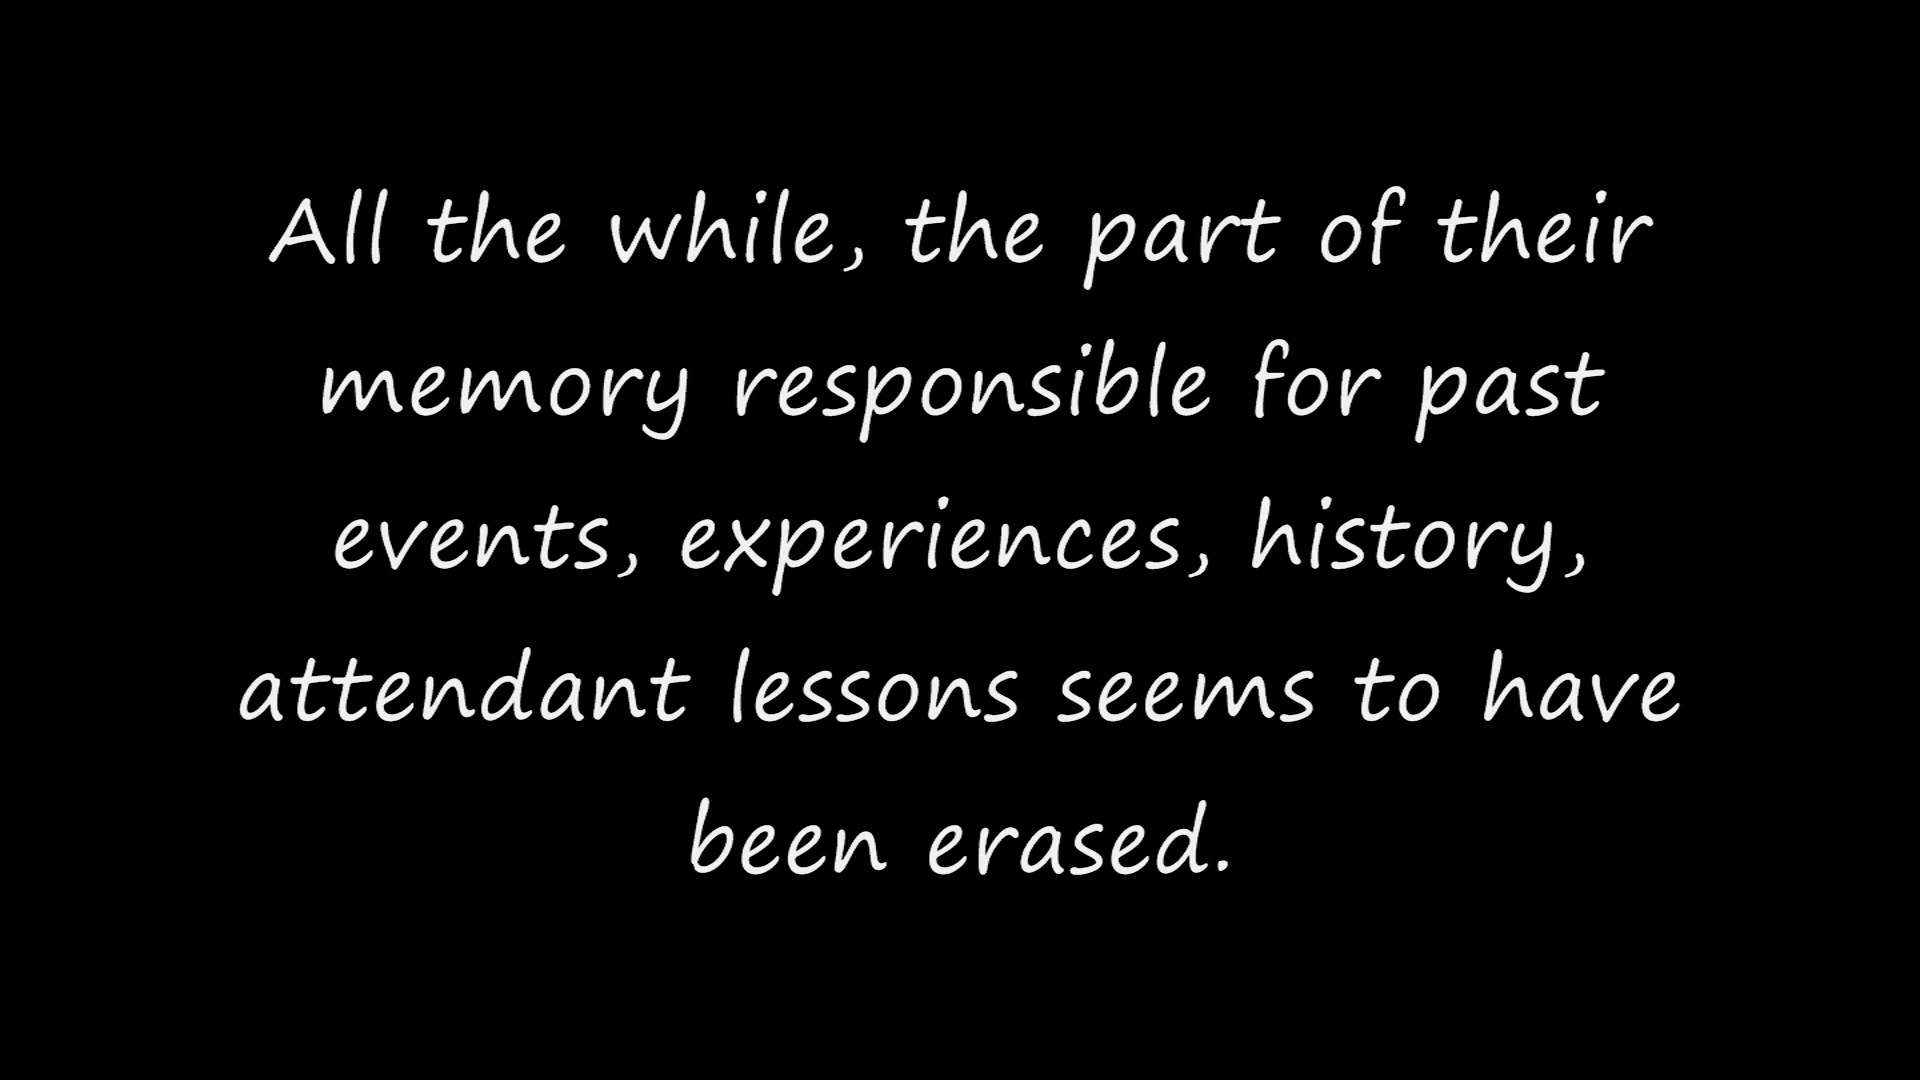 All the while, the part of their
memory responsible for past
events, experiences, history,
attendant lessons seems to have
been erased.